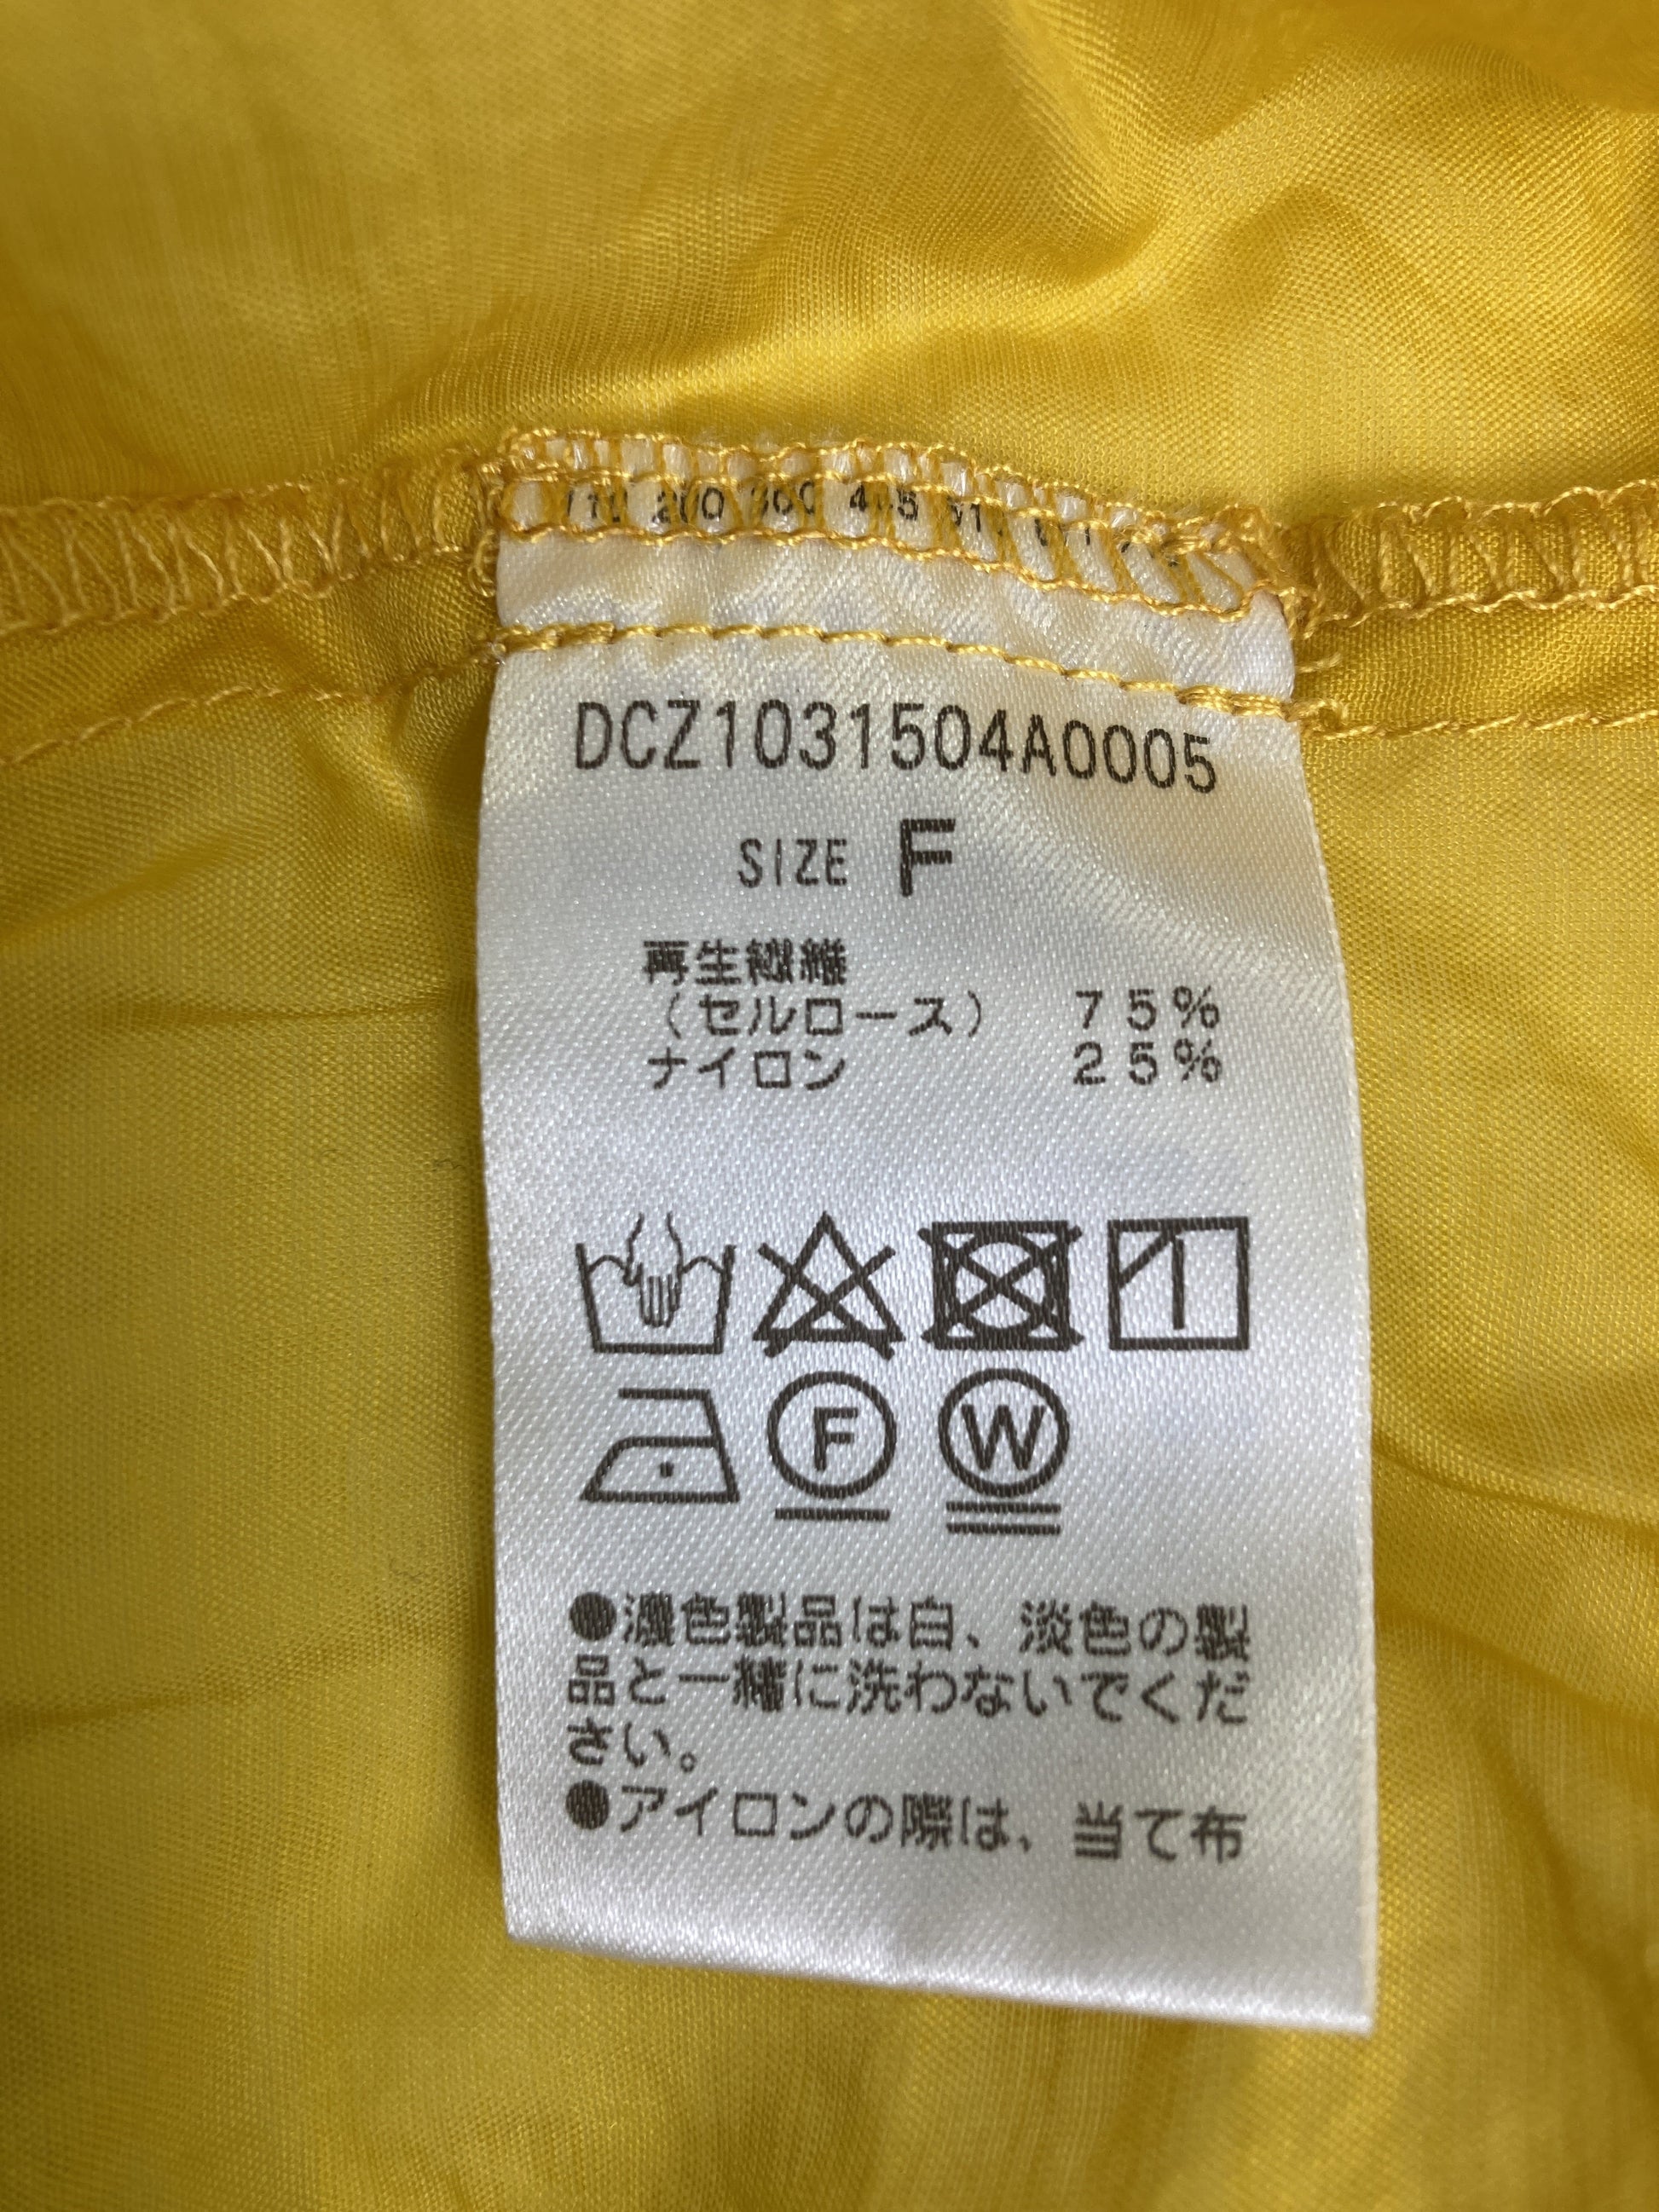 DCZ1031504A0005
SIZE F
再生繊維
（セルロース） 75%
ナイロン 25%
F W
●濃色製品は白、淡色の製
品と一緒に洗わないでくだ
さい。
●アイロンの際は、当て布